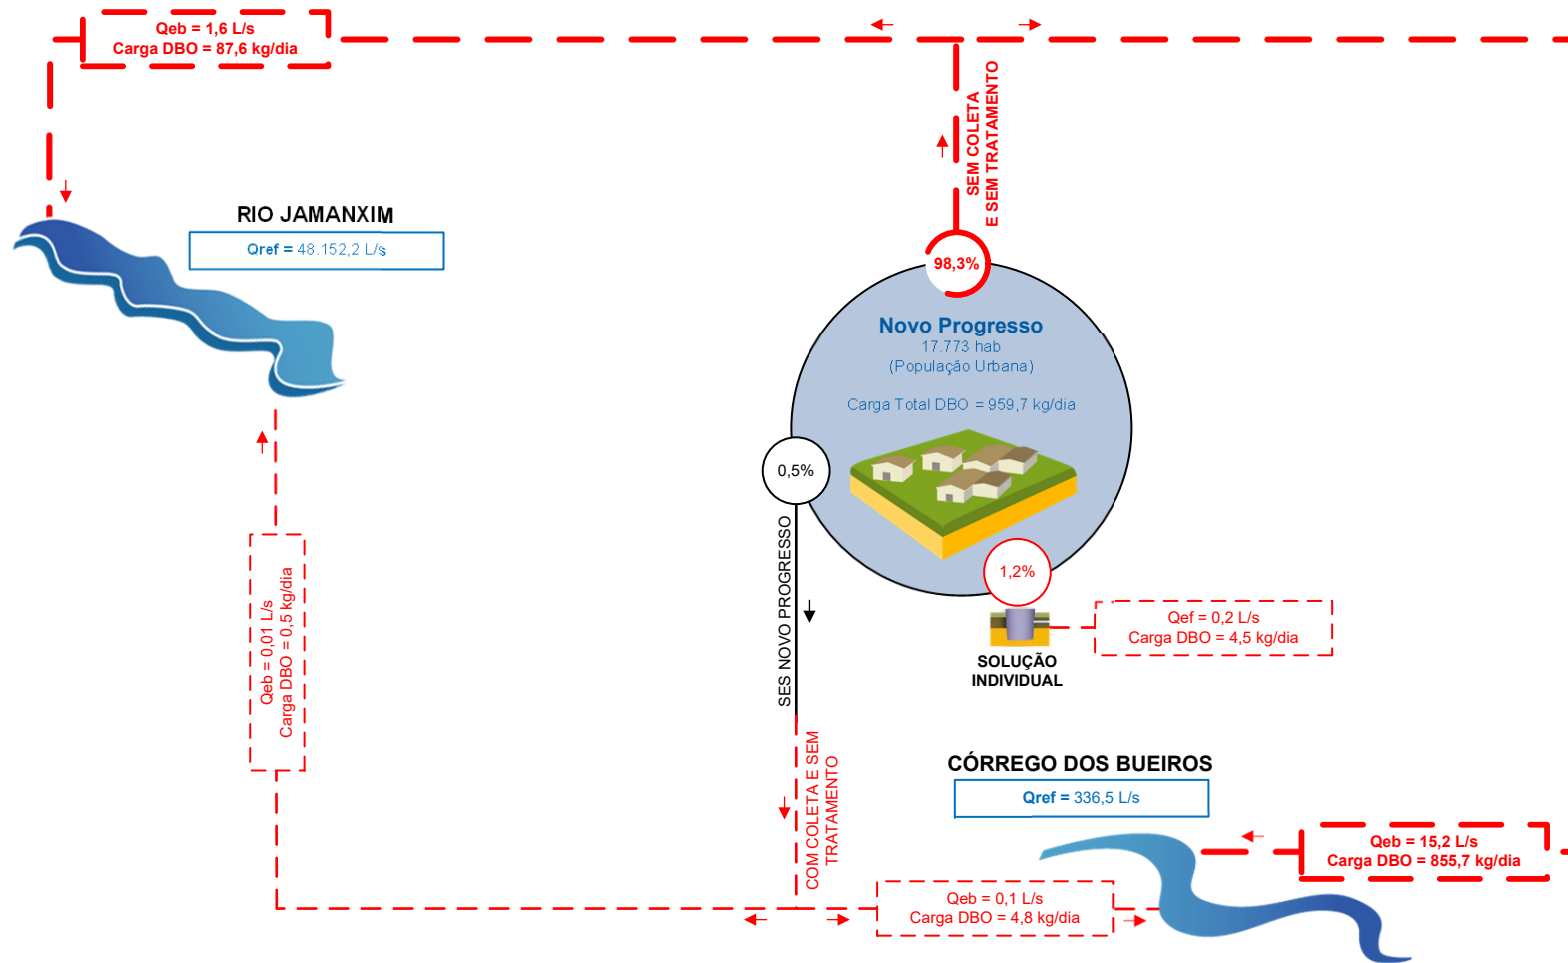 Qeb = 1,6 L/s
Carga DBO = 87,6 kg/dia
SEM COLETA
E SEM TRATAMENTO
RIO JAMANXIM
Qref = 48.152,2 L/s
98,3%
Novo Progresso
17.773 hab
(População Urbana)
Carga Total DBO = 959,7 kg/dia
0,5%
SES NOVO PROGRESSO
1,2%
Qef = 0,2 L/s
Carga DBO = 4,5 kg/dia
SOLUÇÃO
INDIVIDUAL
Qeb = 0,01 L/s
Carga DBO = 0,5 kg/dia
COM COLETA E SEM
TRATAMENTO
CÓRREGO DOS BUEIROS
Qref = 336,5 L/s
Qeb = 15,2 L/s
Carga DBO = 855,7 kg/dia
Qeb = 0,1 L/s
Carga DBO = 4,8 kg/dia